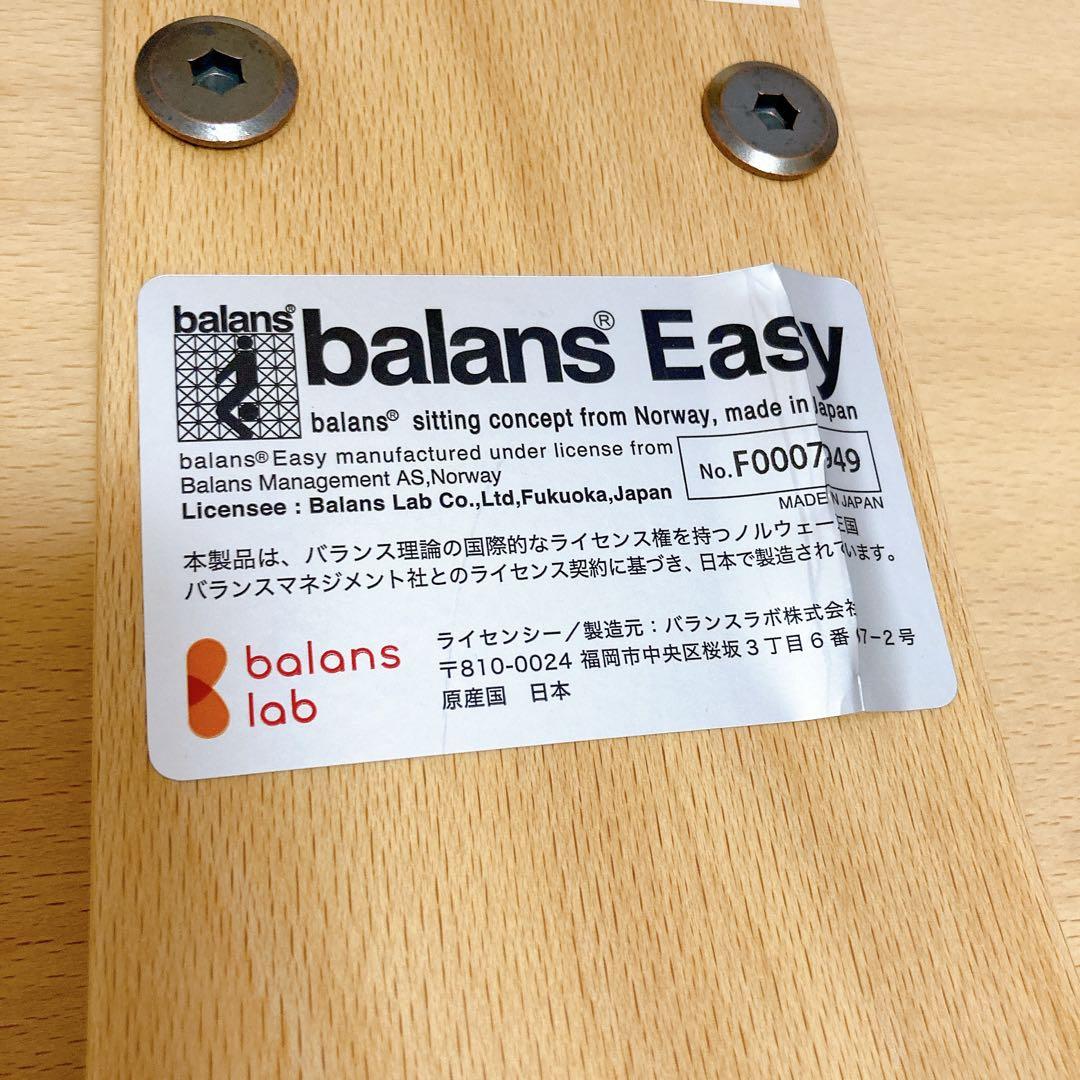 balans®
balans® Easy
balans® sitting concept from Norway, made in Japan
balans® Easy manufactured under license from
Balans Management AS,Norway
Licensee : Balans Lab Co.,Ltd,Fukuoka,Japan
No.F0007949
MADE IN JAPAN
本製品は、バランス理論の国際的なライセンス権を持つノルウェー王国
バランスマネジメント社とのライセンス契約に基づき、日本で製造されています。
balans
lab
ライセンシー／製造元：バランスラボ株式会社
〒810-0024 福岡市中央区桜坂3丁目6番 7-2号
原産国 日本